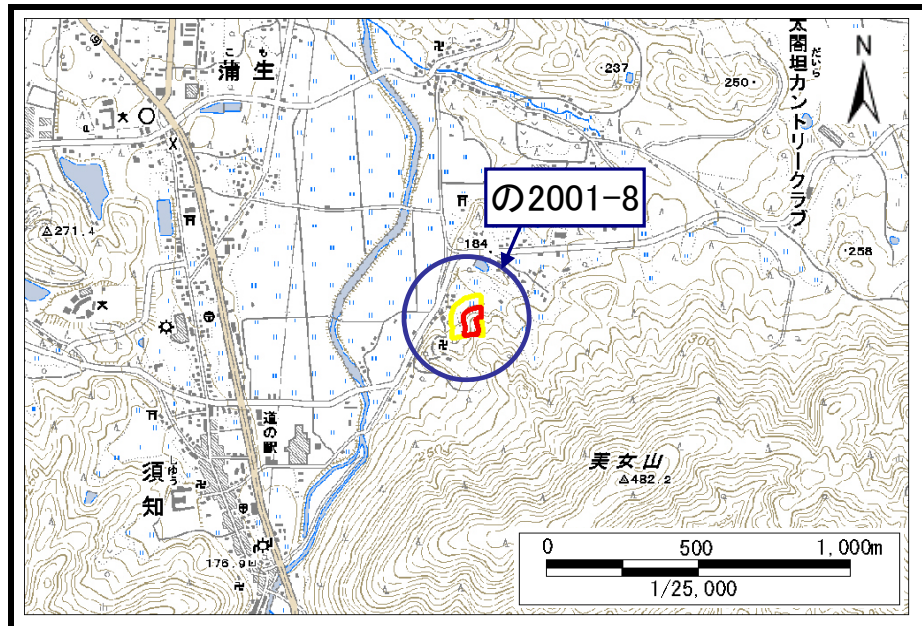 9
こも
蒲生
237
250
太閤坦カントリークラブ
だいら
N
の2001-8
271.4
184
258
300
道の駅
250
美女山
482.2
須知
しゅう
176.9
0 500 1,000m
1/25,000